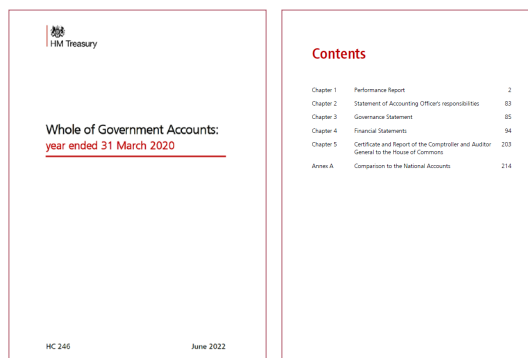 HM Treasury
Whole of Government Accounts:
year ended 31 March 2020
HC 246 June 2022
Contents
Chapter 1 Performance Report 2
Chapter 2 Statement of Accounting Officer's responsibilities 83
Chapter 3 Governance Statement 85
Chapter 4 Financial Statements 94
Chapter 5 Certificate and Report of the Comptroller and Auditor 203
General to the House of Commons
Annex A Comparison to the National Accounts 214